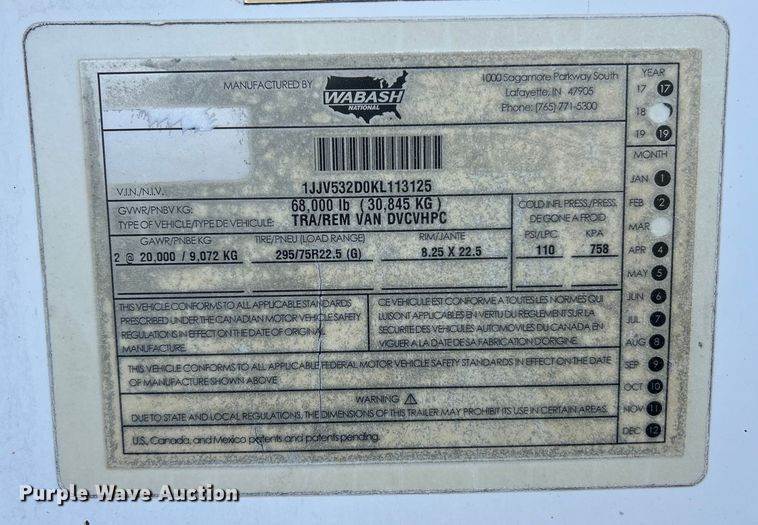 MANUFACTURED BY
WABASH
NATIONAL
1000 Sagamore Parkway South
Lafayette, IN 47905
Phone: (765) 771-5300
V.I.N./N.I.V.
1JJV532D0KL113125
GVWR/PNBV KG: 68,000 lb ( 30,845 KG )
TYPE OF VEHICLE/TYPE DE VEHICULE: TRA/REM VAN DVCVHPC
COLD INFL PRESS./PRESS.
DE GONE A FROID
GAWR/PNBE KG TIRE/PNEU (LOAD RANGE) RIM/JANTE PSI/LPC KPA
2 @ 20,000 / 9,072 KG 295/75R22.5 (G) 8.25 X 22.5 110 758
THIS VEHICLE CONFORMS TO ALL APPLICABLE STANDARDS
PRESCRIBED UNDER THE CANADIAN MOTOR VEHICLE SAFETY
REGULATIONS IN EFFECT ON THE DATE OF ORIGINAL
MANUFACTURE.
CE VEHICULE EST CONFORME A TOUTES LES NORMES QUI
LUI SONT APPLICABLES EN VERTU DU REGLEMENT SUR LA
SECURITE DES VEHICULES AUTOMOVILES DU CANADA EN
VIGUER A LA DATE DE SA FABRICATION D'ORIGINE.
THIS VEHICLE CONFORMS TO ALL APPLICABLE FEDERAL MOTOR VEHICLE SAFETY STANDARDS IN EFFECT ON THE DATE
OF MANUFACTURE SHOWN ABOVE
WARNING
DUE TO STATE AND LOCAL REGULATIONS, THE DIMENSIONS OF THIS TRAILER MAY PROHIBIT ITS USE IN CERTAIN AREAS.
U.S., Canada, and Mexico patents and patents pending.
YEAR
17 17
18
19 19
MONTH
JAN 1
FEB 2
MAR
APR 4
MAY 5
JUN 6
JUL 7
AUG 8
SEP 9
OCT 10
NOV 11
DEC 12
Purple Wave Auction